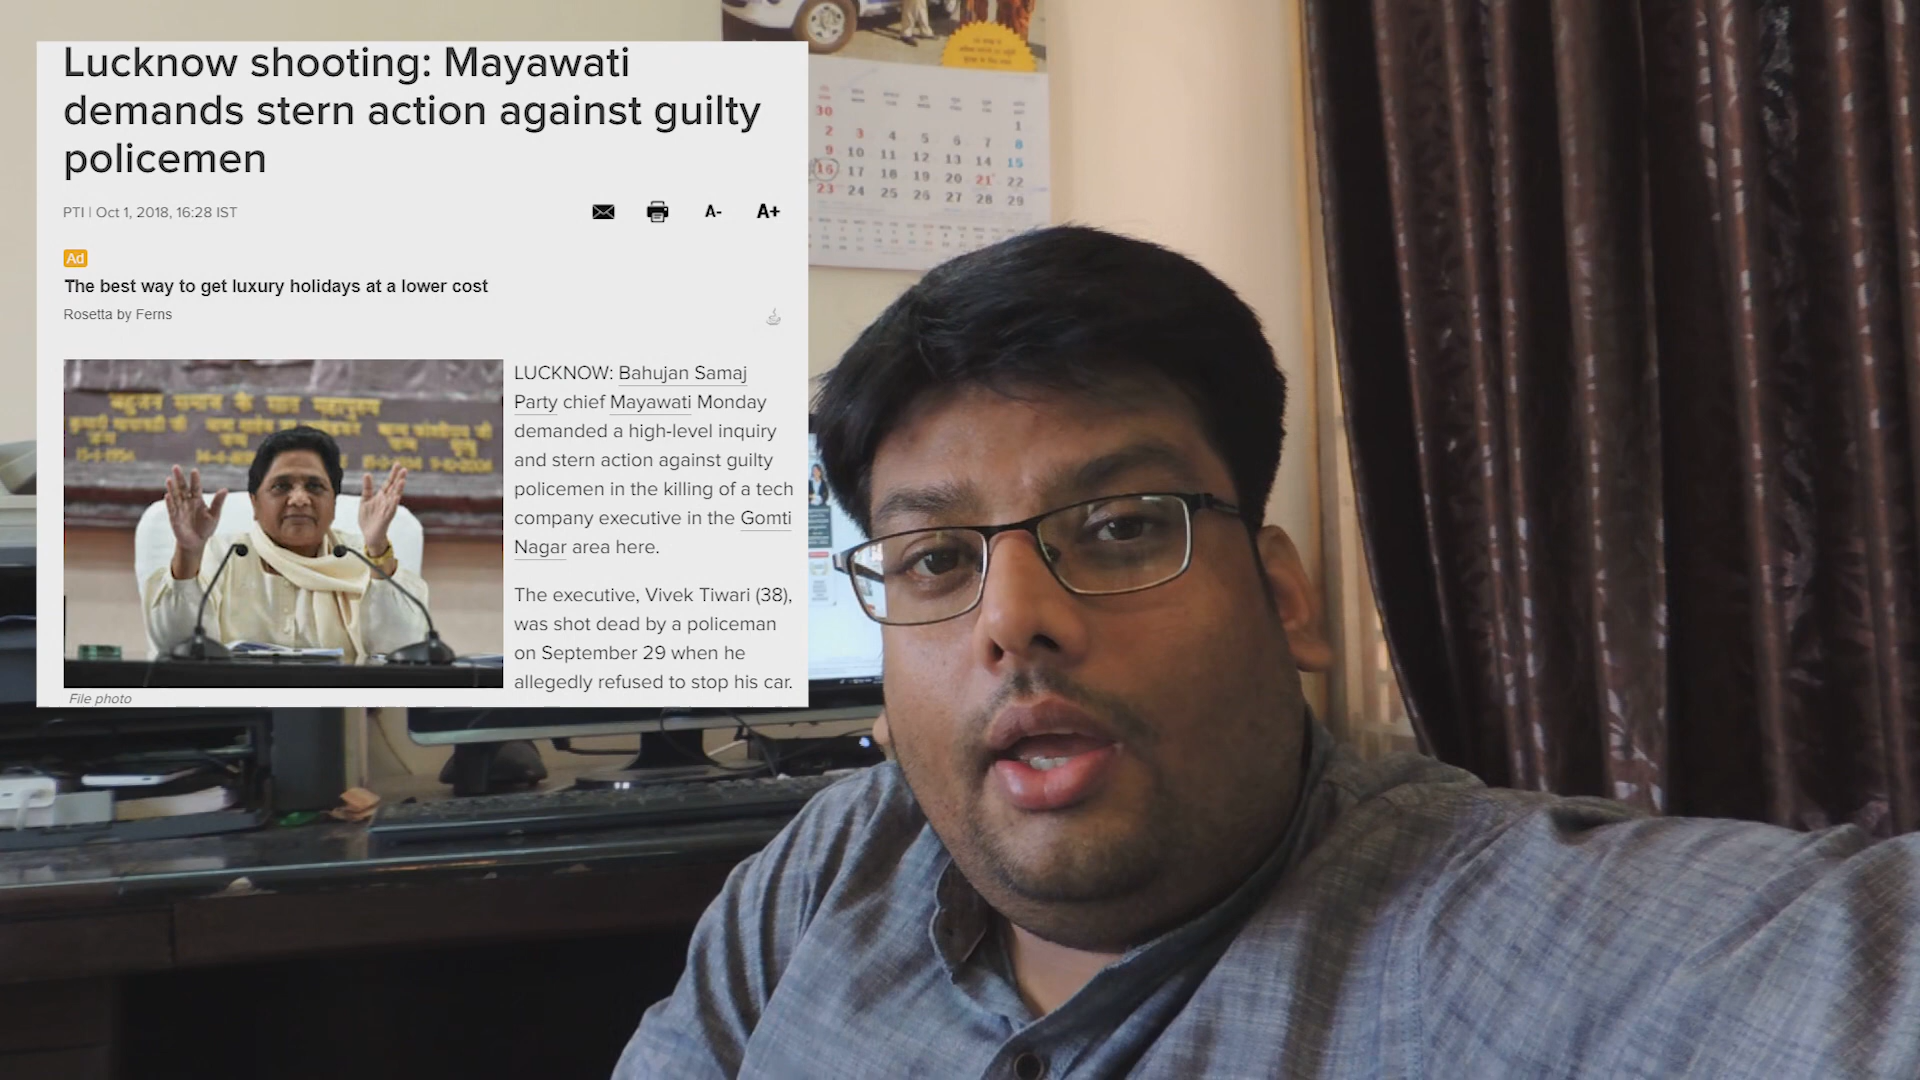 Lucknow shooting: Mayawati
demands stern action against guilty
policemen
PTI | Oct 1, 2018, 16:28 IST
A- A+
Ad
The best way to get luxury holidays at a lower cost
Rosetta by Ferns
LUCKNOW: Bahujan Samaj
Party chief Mayawati Monday
demanded a high-level inquiry
and stern action against guilty
policemen in the killing of a tech
company executive in the Gomti
Nagar area here.
The executive, Vivek Tiwari (38),
was shot dead by a policeman
on September 29 when he
allegedly refused to stop his car.
File photo
बहुजन समाज के सात महापुरुष
30 1
2 3 4 5 6 7 8
9 10 11 12 13 14 15
16 17 18 19 20 21 22
23 24 25 26 27 28 29